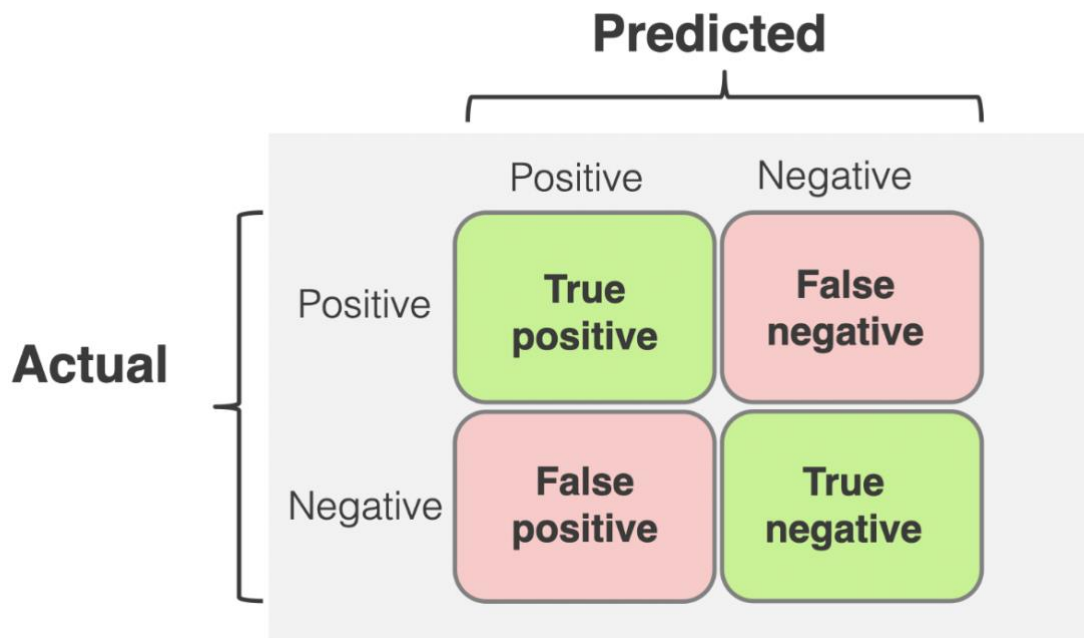 Predicted
Positive
Negative
Positive
True
positive
False
negative
Actual
Negative
False
positive
True
negative